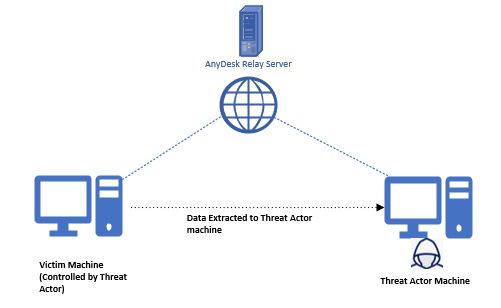 AnyDesk Relay Server
Data Extracted to Threat Actor
machine
Victim Machine
(Controlled by Threat
Actor)
Threat Actor Machine